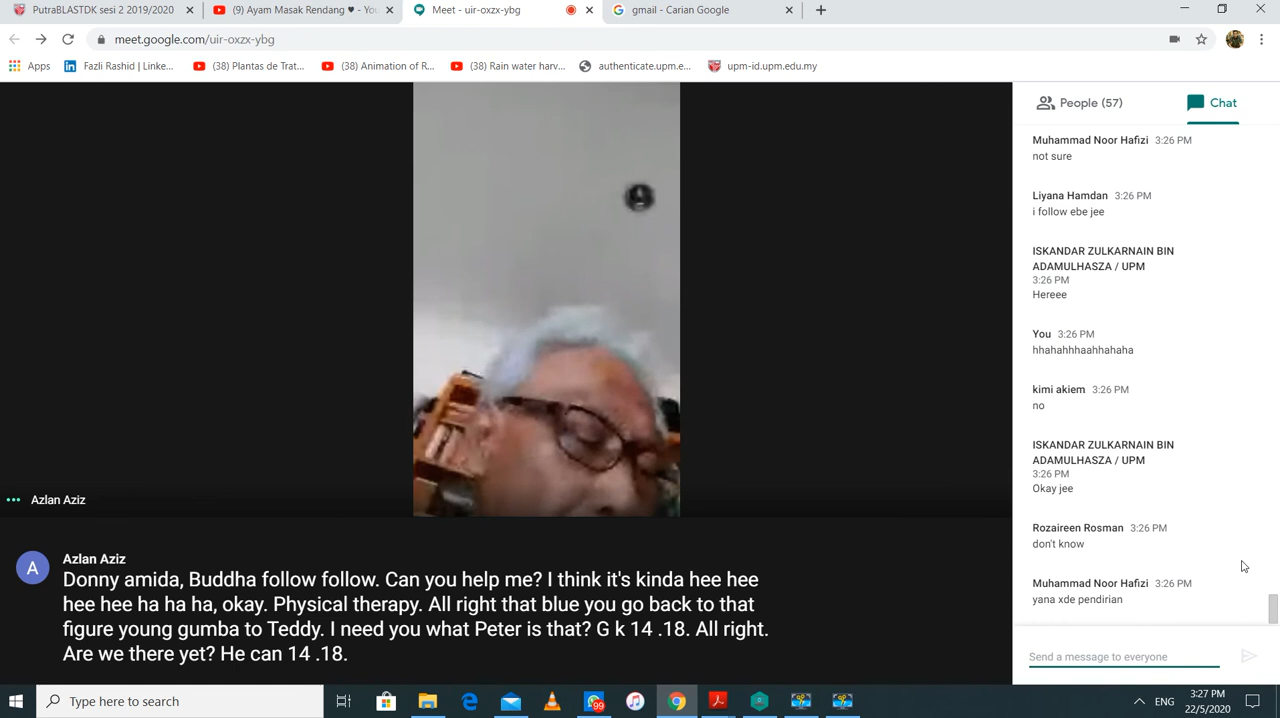 PutraBLASTDK sesi 2 2019/2020
(9) Ayam Masak Rendang ♥ - You
Meet - uir-oxzx-ybg
gmail - Carian Google
meet.google.com/uir-oxzx-ybg
Apps
Fazli Rashid | Linke...
(38) Plantas de Trat...
(38) Animation of R...
(38) Rain water harv...
authenticate.upm.e...
upm-id.upm.edu.my
People (57)
Chat
Muhammad Noor Hafizi 3:26 PM
not sure
Liyana Hamdan 3:26 PM
i follow ebe jee
ISKANDAR ZULKARNAIN BIN
ADAMULHASZA / UPM
3:26 PM
Hereee
You 3:26 PM
hhahahhhaahhahaha
kimi akiem 3:26 PM
no
ISKANDAR ZULKARNAIN BIN
ADAMULHASZA / UPM
3:26 PM
Okay jee
Rozaireen Rosman 3:26 PM
don't know
Muhammad Noor Hafizi 3:26 PM
yana xde pendirian
Send a message to everyone
Azlan Aziz
A
Azlan Aziz
Donny amida, Buddha follow follow. Can you help me? I think it's kinda hee hee
hee hee ha ha ha, okay. Physical therapy. All right that blue you go back to that
figure young gumba to Teddy. I need you what Peter is that? G k 14 .18. All right.
Are we there yet? He can 14 .18.
Type here to search
99
ENG
3:27 PM
22/5/2020